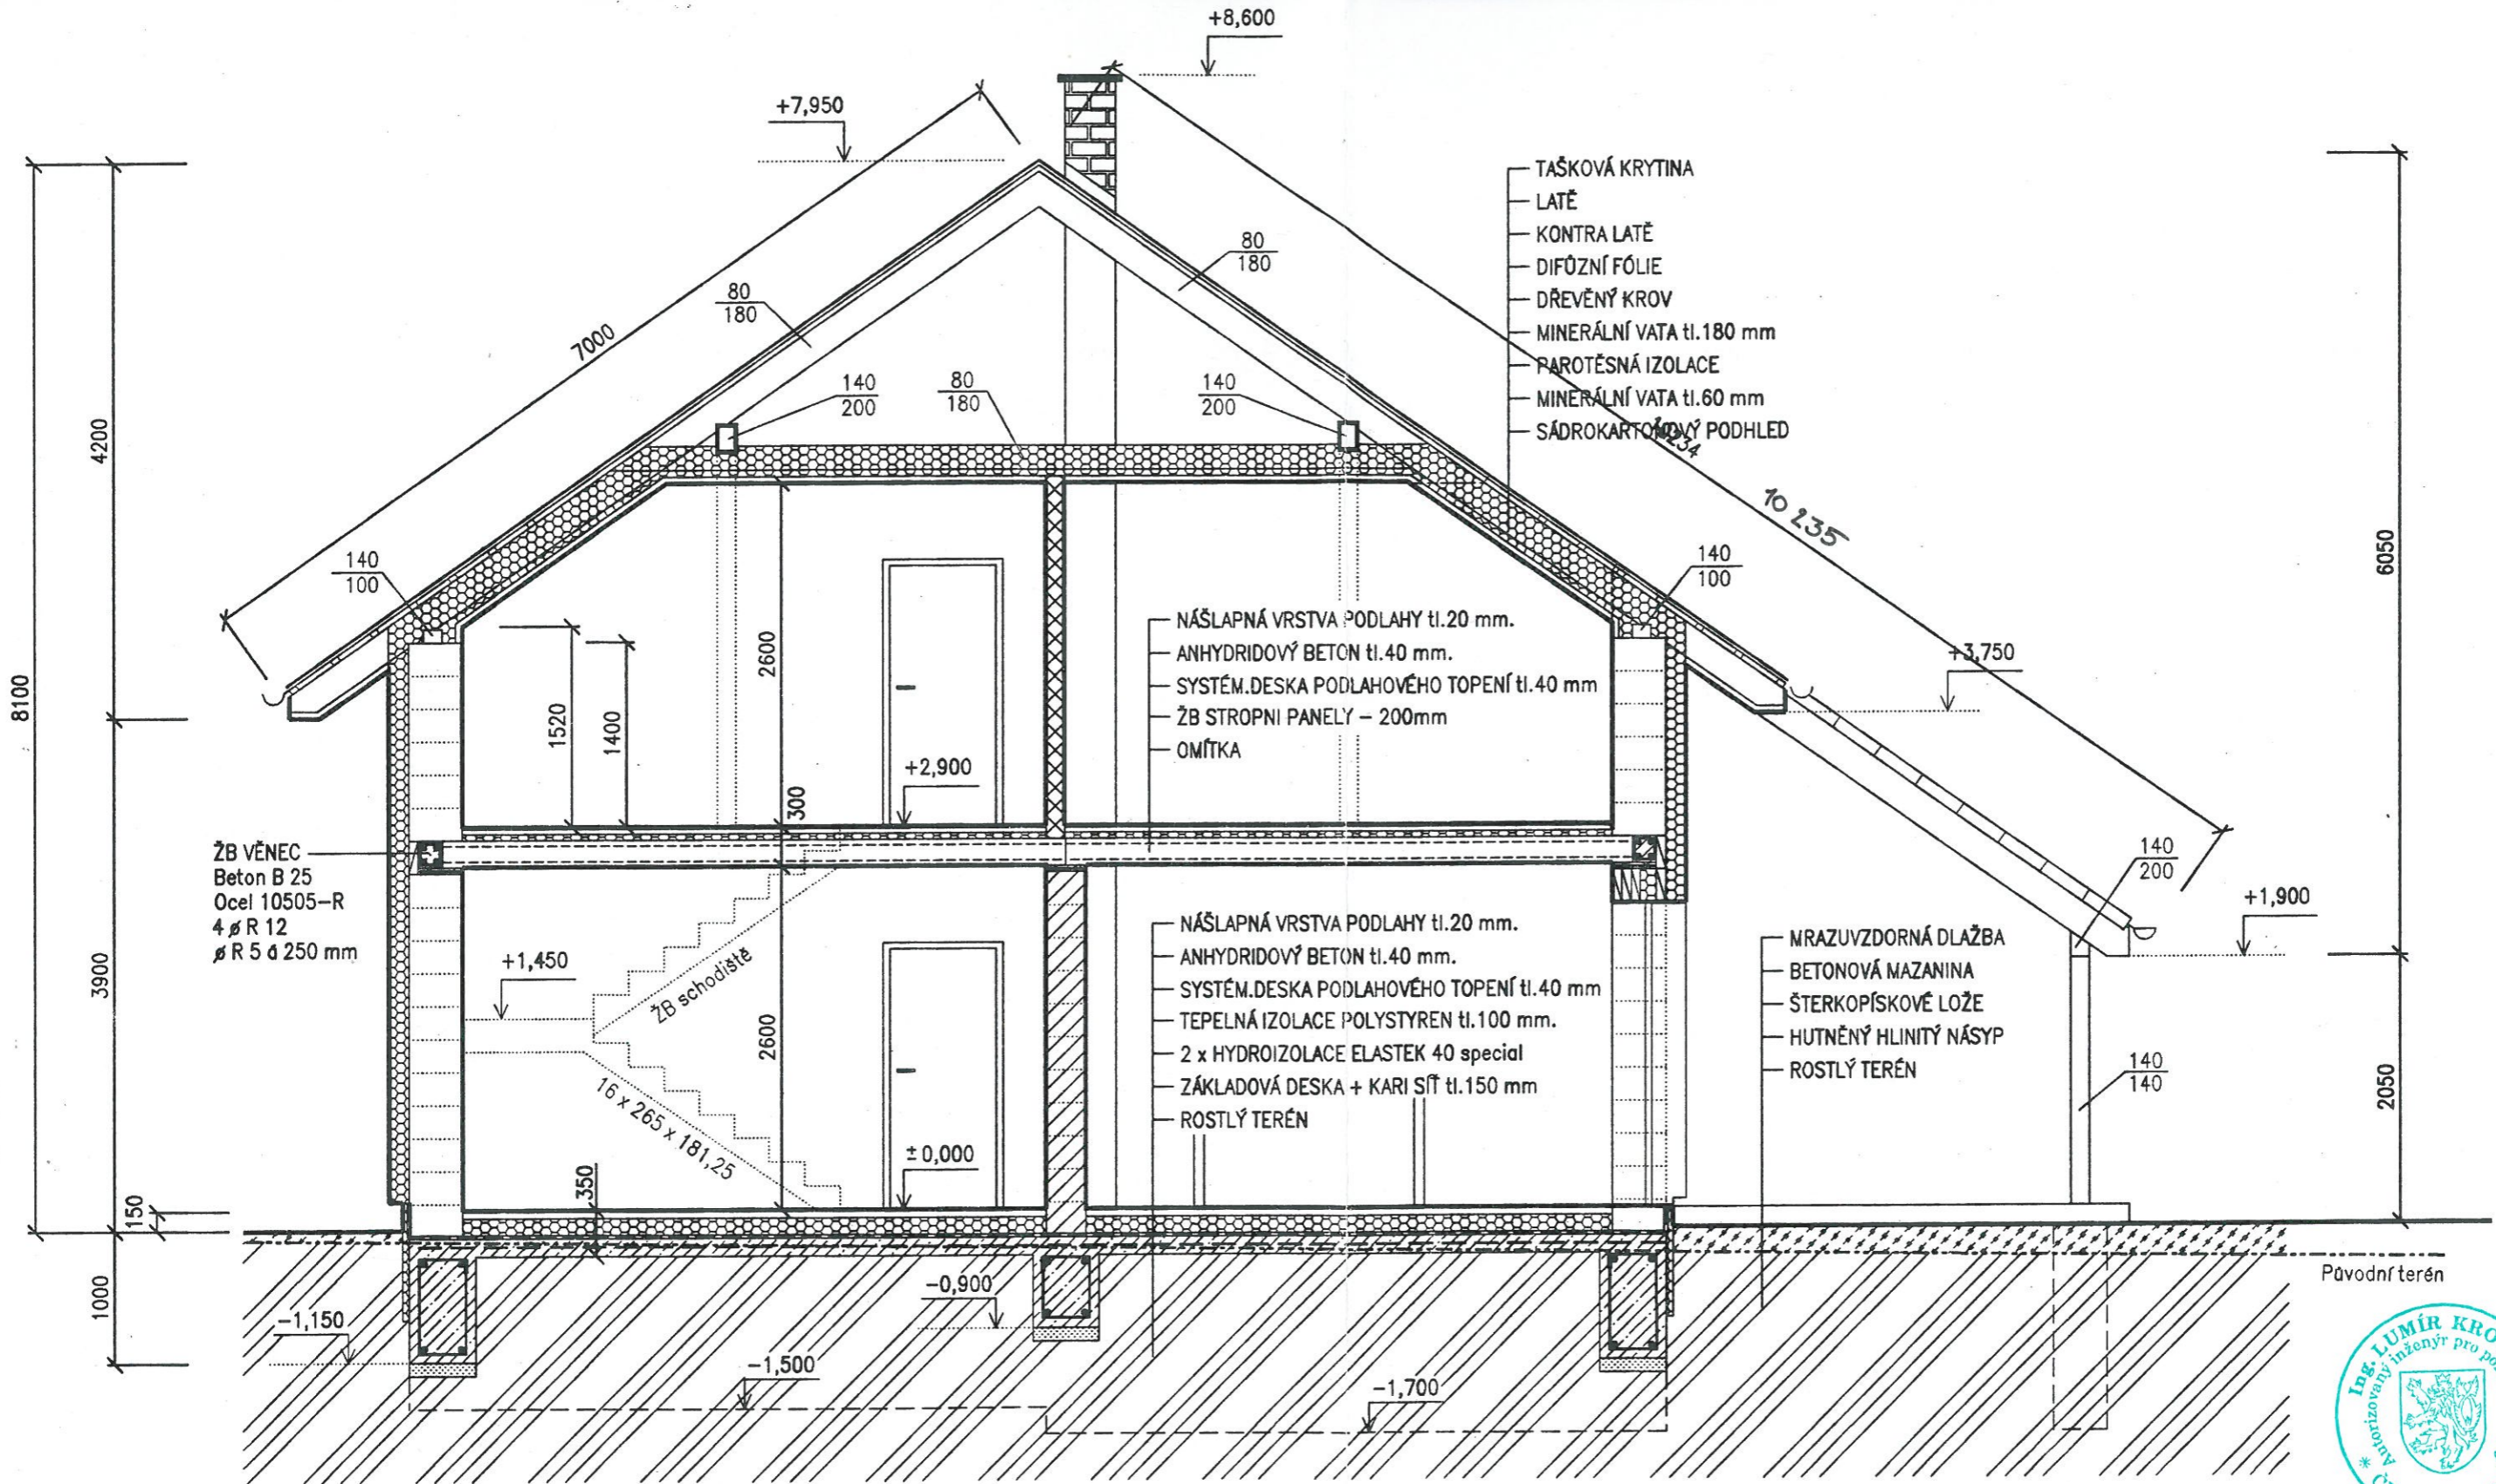 +8,600
+7,950
TAŠKOVÁ KRYTINA
LATĚ
KONTRA LATĚ
DIFŮZNÍ FÓLIE
DŘEVĚNÝ KROV
MINERÁLNÍ VATA tl.180 mm
PAROTĚSNÁ IZOLACE
MINERÁLNÍ VATA tl.60 mm
SÁDROKARTONOVÝ PODHLED
7000
80
180
80
180
140
200
80
180
140
200
10 235
4200
8100
3900
150
1000
6050
2050
140
100
140
100
1520
1400
2600
300
+2,900
NÁŠLAPNÁ VRSTVA PODLAHY tl.20 mm.
ANHYDRIDOVÝ BETON tl.40 mm.
SYSTÉM.DESKA PODLAHOVÉHO TOPENÍ tl.40 mm
ŽB STROPNI PANELY – 200mm
OMÍTKA
+3,750
ŽB VĚNEC
Beton B 25
Ocel 10505–R
4 ø R 12
ø R 5 á 250 mm
+1,450
ŽB schodiště
16 x 265 x 181,25
2600
350
±0,000
NÁŠLAPNÁ VRSTVA PODLAHY tl.20 mm.
ANHYDRIDOVÝ BETON tl.40 mm.
SYSTÉM.DESKA PODLAHOVÉHO TOPENÍ tl.40 mm
TEPELNÁ IZOLACE POLYSTYREN tl.100 mm.
2 x HYDROIZOLACE ELASTEK 40 special
ZÁKLADOVÁ DESKA + KARI SÍŤ tl.150 mm
ROSTLÝ TERÉN
140
200
+1,900
MRAZUVZDORNÁ DLAŽBA
BETONOVÁ MAZANINA
ŠTERKOPÍSKOVÉ LOŽE
HUTNĚNÝ HLINITÝ NÁSYP
ROSTLÝ TERÉN
140
140
Původní terén
-1,150
-0,900
-1,500
-1,700
Ing. LUMÍR KRO
Autorizovaný inženýr pro po